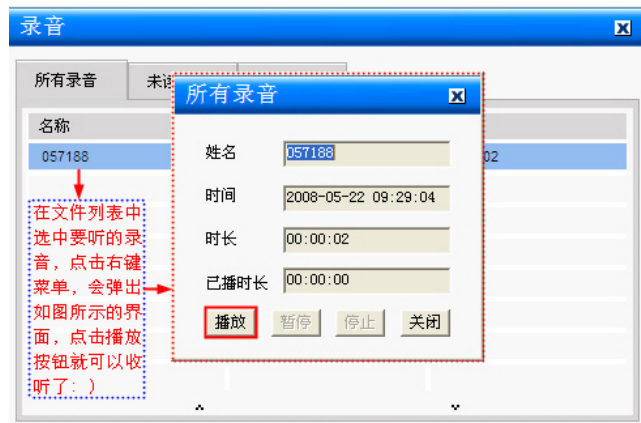 录音
所有录音
未读
名称
057188
02
所有录音
姓名
057188
时间
2008-05-22 09:29:04
时长
00:00:02
已播时长
00:00:00
播放
暂停
停止
关闭
在文件列表中
选中要听的录
音，点击右键
菜单，会弹出
如图所示的界
面，点击播放
按钮就可以收
听了：）